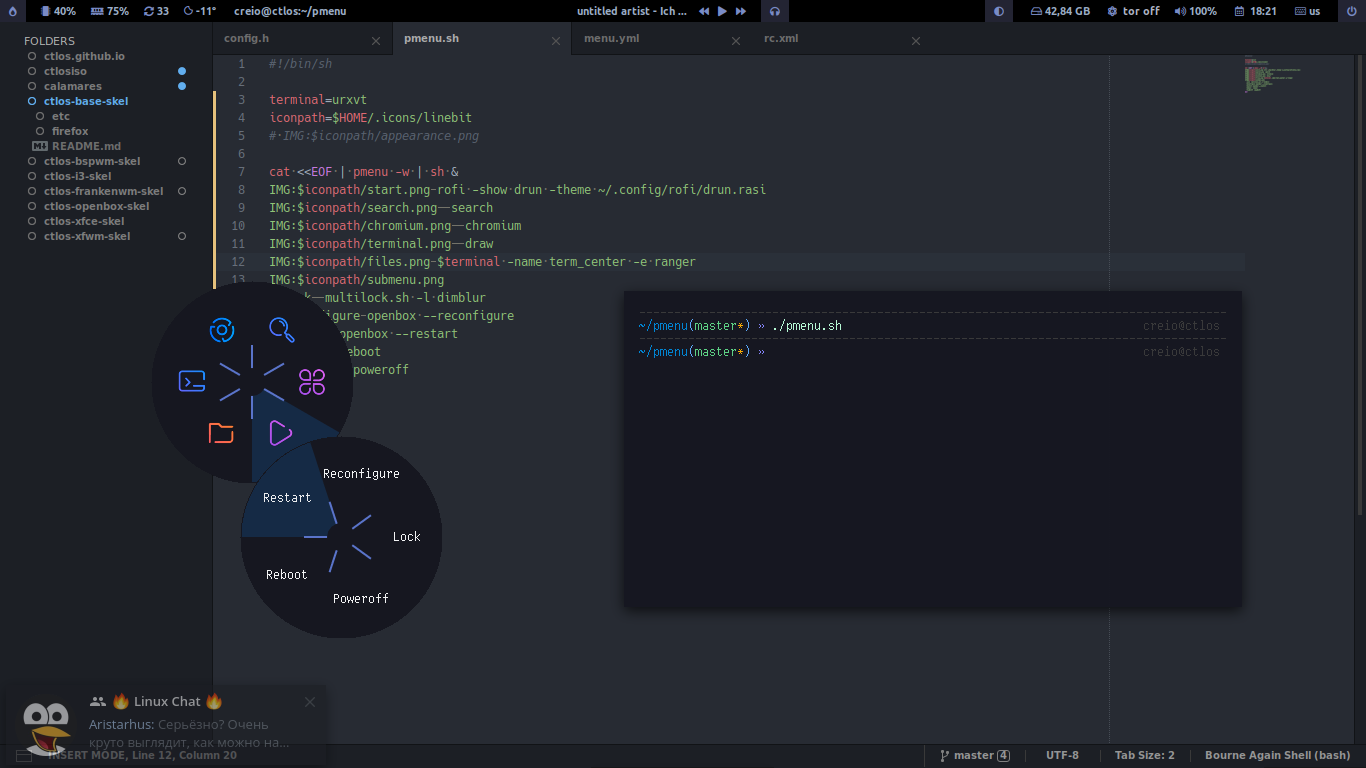 40% 75% 33 -11° creio@ctlos:~/pmenu untitled artist - Ich ... 42,84 GB tor off 100% 18:21 us
FOLDERS
ctlos.github.io
ctlosiso
calamares
ctlos-base-skel
etc
firefox
README.md
ctlos-bspwm-skel
ctlos-i3-skel
ctlos-frankenwm-skel
ctlos-openbox-skel
ctlos-xfce-skel
ctlos-xfwm-skel
config.h pmenu.sh menu.yml rc.xml
1 #!/bin/sh
2
3 terminal=urxvt
4 iconpath=$HOME/.icons/linebit
5 #·IMG:$iconpath/appearance.png
6
7 cat·<<EOF·|·pmenu·-w·|·sh·&
8 IMG:$iconpath/start.png—rofi·-show·drun·-theme·~/.config/rofi/drun.rasi
9 IMG:$iconpath/search.png——search
10 IMG:$iconpath/chromium.png——chromium
11 IMG:$iconpath/terminal.png——draw
12 IMG:$iconpath/files.png—$terminal·-name·term_center·-e·ranger
13 IMG:$iconpath/submenu.png
k——multilock.sh·-l·dimblur
igure—openbox·--reconfigure
openbox·--restart
eboot
poweroff
Reconfigure
Restart
Lock
Reboot
Poweroff
~/pmenu(master*) » ./pmenu.sh creio@ctlos
~/pmenu(master*) » creio@ctlos
🔥 Linux Chat 🔥
Aristarhus: Серьёзно? Очень
круто выглядит, как можно на...
INSERT MODE, Line 12, Column 20 master 4 UTF-8 Tab Size: 2 Bourne Again Shell (bash)